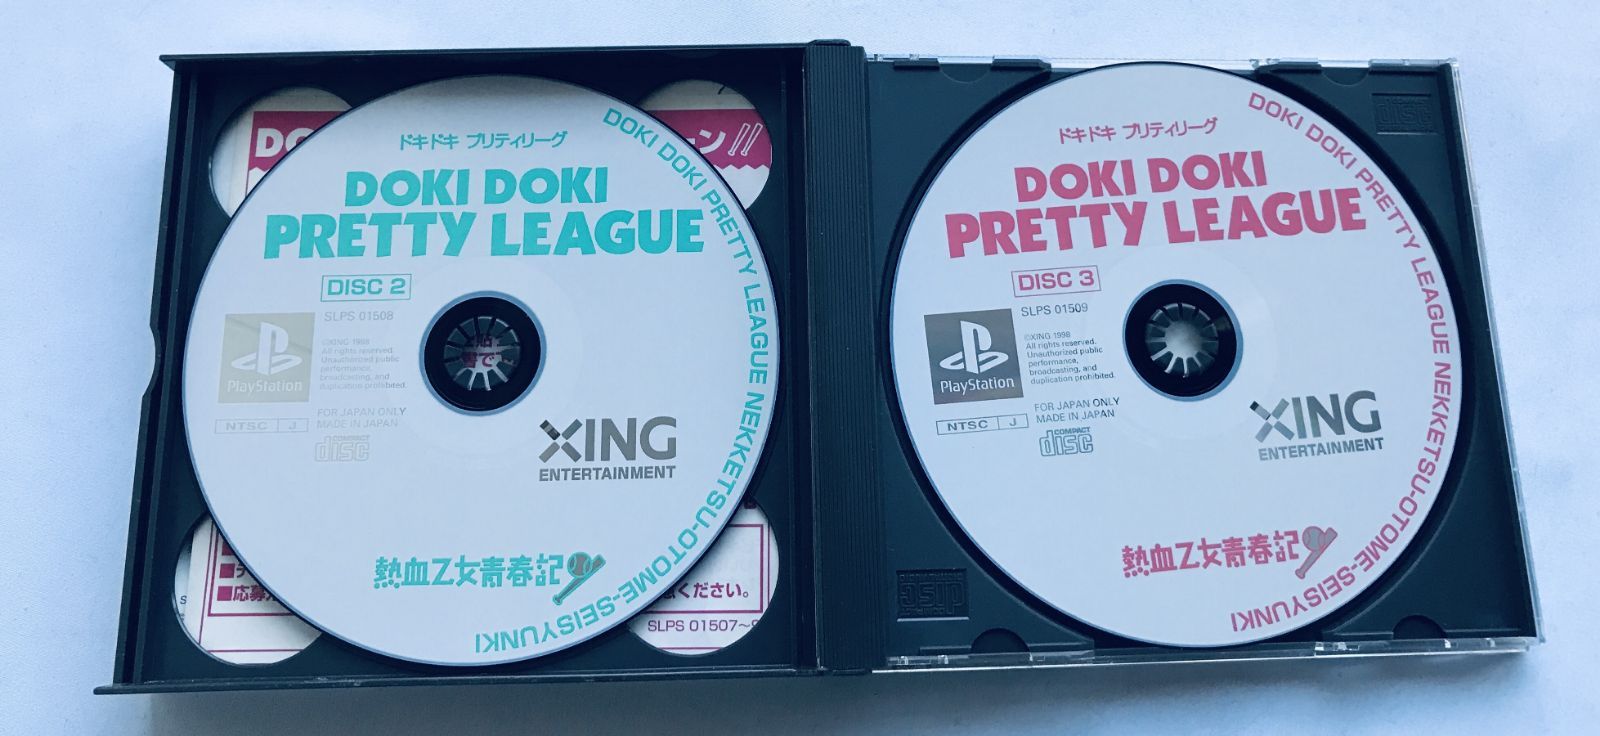 ドキドキ プリティリーグ
DOKI DOKI
PRETTY LEAGUE
DISC 2
SLPS 01508
PlayStation
©XING 1998
All rights reserved.
Unauthorized public
performance,
broadcasting, and
duplication prohibited.
NTSC J
FOR JAPAN ONLY
MADE IN JAPAN
COMPACT
disc
XING
ENTERTAINMENT
熱血乙女青春記
DOKI DOKI PRETTY LEAGUE NEKKETSU-OTOME-SEISYUNKI
ーン!!
ください。
SLPS 01507～9
ドキドキ プリティリーグ
DOKI DOKI
PRETTY LEAGUE
DISC 3
SLPS 01509
PlayStation
©XING 1998
All rights reserved.
Unauthorized public
performance,
broadcasting, and
duplication prohibited.
NTSC J
FOR JAPAN ONLY
MADE IN JAPAN
COMPACT
disc
XING
ENTERTAINMENT
熱血乙女青春記
DOKI DOKI PRETTY LEAGUE NEKKETSU-OTOME-SEISYUNKI